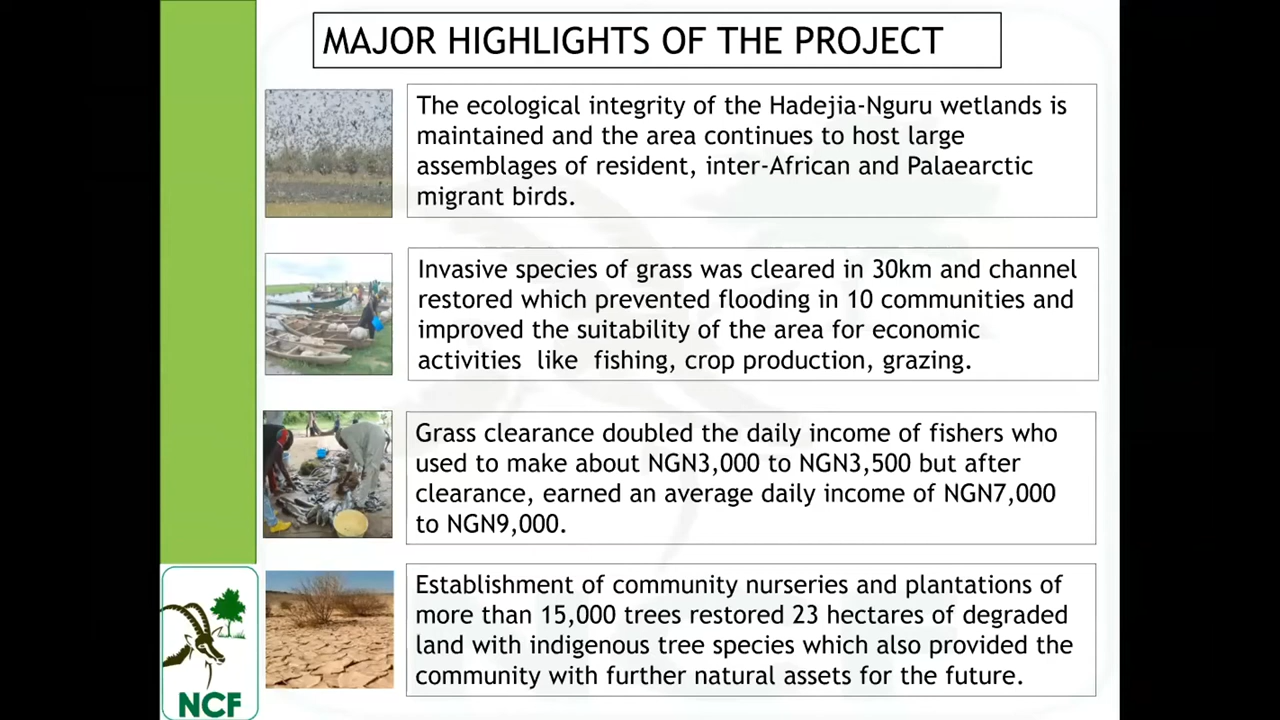 MAJOR HIGHLIGHTS OF THE PROJECT
The ecological integrity of the Hadejia-Nguru wetlands is
maintained and the area continues to host large
assemblages of resident, inter-African and Palaearctic
migrant birds.
Invasive species of grass was cleared in 30km and channel
restored which prevented flooding in 10 communities and
improved the suitability of the area for economic
activities like fishing, crop production, grazing.
Grass clearance doubled the daily income of fishers who
used to make about NGN3,000 to NGN3,500 but after
clearance, earned an average daily income of NGN7,000
to NGN9,000.
Establishment of community nurseries and plantations of
more than 15,000 trees restored 23 hectares of degraded
land with indigenous tree species which also provided the
community with further natural assets for the future.
NCF